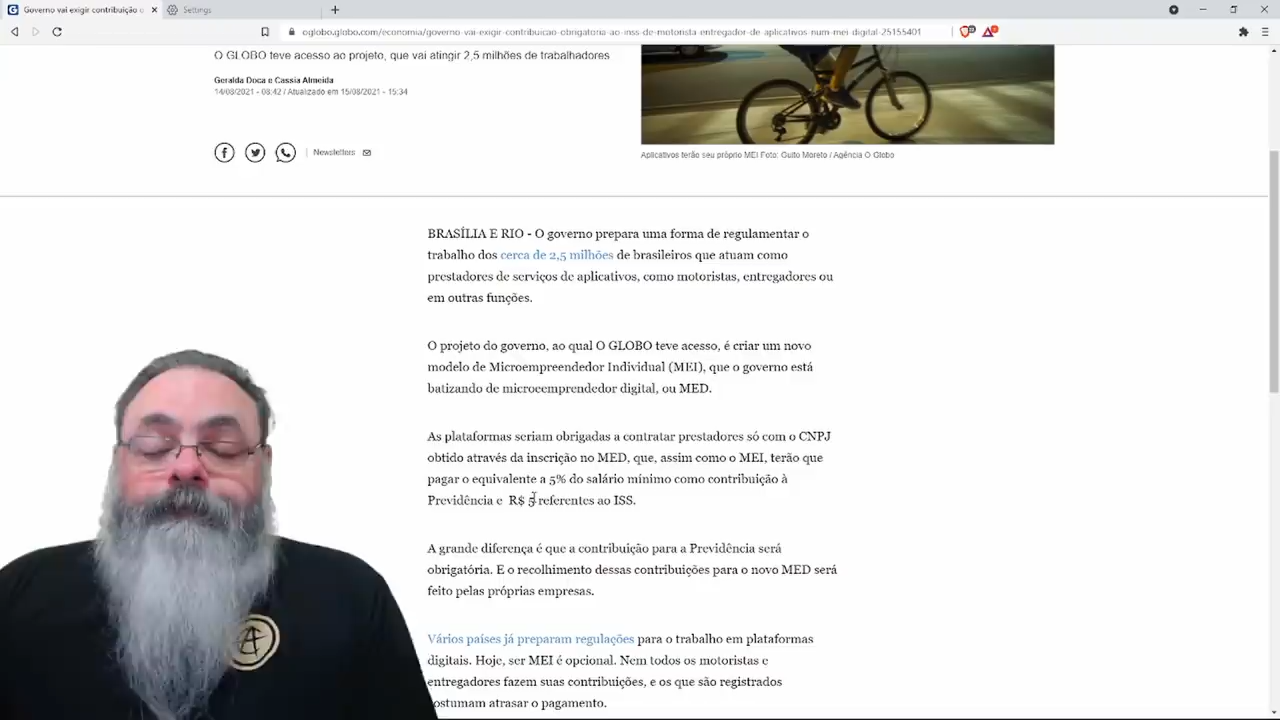 Governo vai exigir contribuição o
Settings
oglobo.globo.com/economia/governo-vai-exigir-contribuicao-obrigatoria-ao-inss-de-motorista-entregador-de-aplicativos-num-mei-digital-25155401
O GLOBO teve acesso ao projeto, que vai atingir 2,5 milhões de trabalhadores
Geralda Doca e Cassia Almeida
14/08/2021 - 08:42 / Atualizado em 15/08/2021 - 15:34
Newsletters
Aplicativos terão seu próprio MEI Foto: Guito Moreto / Agência O Globo
BRASÍLIA E RIO - O governo prepara uma forma de regulamentar o
trabalho dos cerca de 2,5 milhões de brasileiros que atuam como
prestadores de serviços de aplicativos, como motoristas, entregadores ou
em outras funções.
O projeto do governo, ao qual O GLOBO teve acesso, é criar um novo
modelo de Microempreendedor Individual (MEI), que o governo está
batizando de microeemprendedor digital, ou MED.
As plataformas seriam obrigadas a contratar prestadores só com o CNPJ
obtido através da inscrição no MED, que, assim como o MEI, terão que
pagar o equivalente a 5% do salário mínimo como contribuição à
Previdência e R$ 5 referentes ao ISS.
A grande diferença é que a contribuição para a Previdência será
obrigatória. E o recolhimento dessas contribuições para o novo MED será
feito pelas próprias empresas.
Vários países já preparam regulações para o trabalho em plataformas
digitais. Hoje, ser MEI é opcional. Nem todos os motoristas e
entregadores fazem suas contribuições, e os que são registrados
costumam atrasar o pagamento.